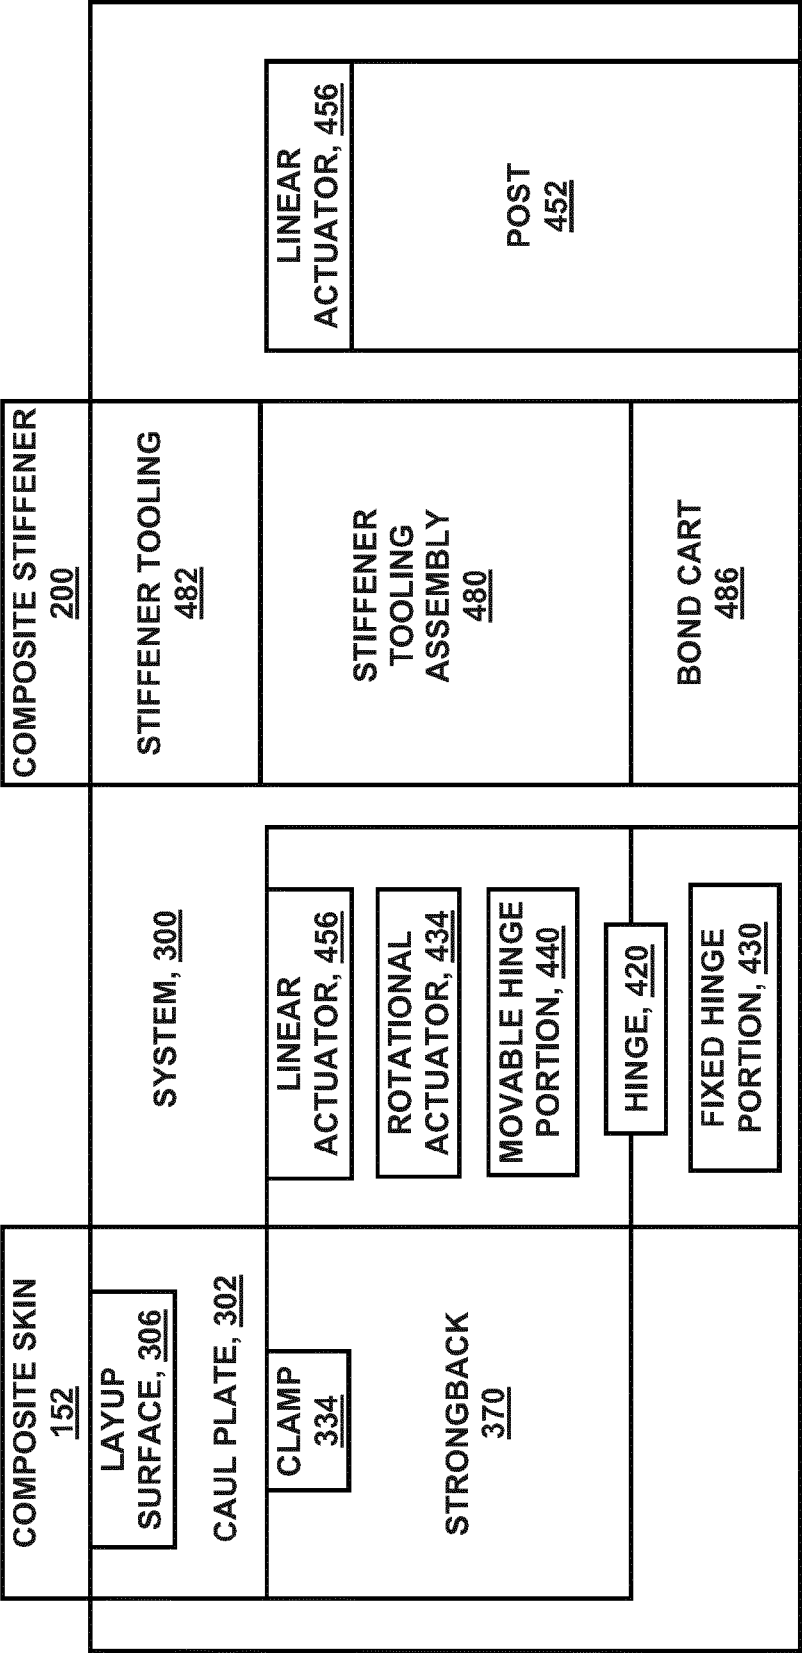 COMPOSITE SKIN
152
LAYUP
SURFACE, 306
CAUL PLATE, 302
CLAMP
334
STRONGBACK
370
SYSTEM, 300
LINEAR
ACTUATOR, 456
ROTATIONAL
ACTUATOR, 434
MOVABLE HINGE
PORTION, 440
HINGE, 420
FIXED HINGE
PORTION, 430
COMPOSITE STIFFENER
200
STIFFENER TOOLING
482
STIFFENER
TOOLING
ASSEMBLY
480
BOND CART
486
LINEAR
ACTUATOR, 456
POST
452